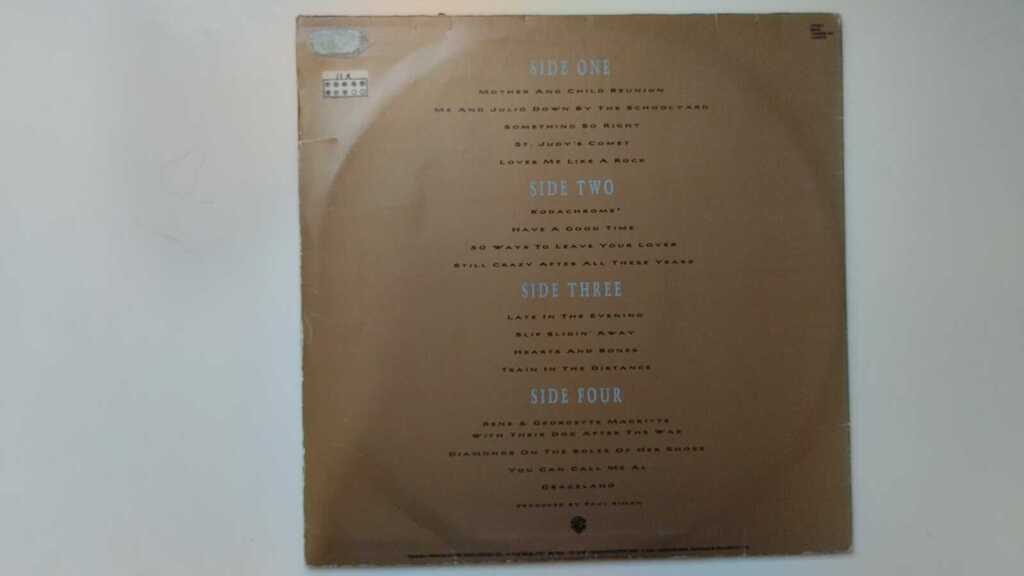 SIDE ONE
MOTHER AND CHILD REUNION
ME AND JULIO DOWN BY THE SCHOOLYARD
SOMETHING SO RIGHT
ST. JUDY'S COMET
LOVES ME LIKE A ROCK
SIDE TWO
KODACHROME®
HAVE A GOOD TIME
50 WAYS TO LEAVE YOUR LOVER
STILL CRAZY AFTER ALL THESE YEARS
SIDE THREE
LATE IN THE EVENING
SLIP SLIDIN' AWAY
HEARTS AND BONES
TRAIN IN THE DISTANCE
SIDE FOUR
RENE & GEORGETTE MAGRITTE
WITH THEIR DOG AFTER THE WAR
DIAMONDS ON THE SOLES OF HER SHOES
YOU CAN CALL ME AL
GRACELAND
PRODUCED BY PAUL SIMON